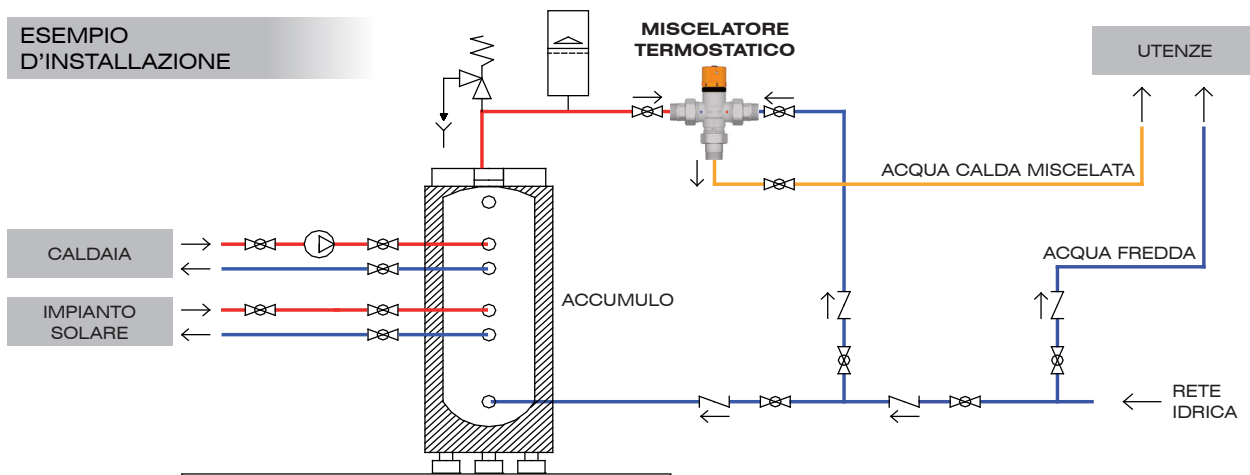 ESEMPIO
D'INSTALLAZIONE
MISCELATORE
TERMOSTATICO
UTENZE
ACQUA CALDA MISCELATA
CALDAIA
ACQUA FREDDA
IMPIANTO
SOLARE
ACCUMULO
RETE
IDRICA